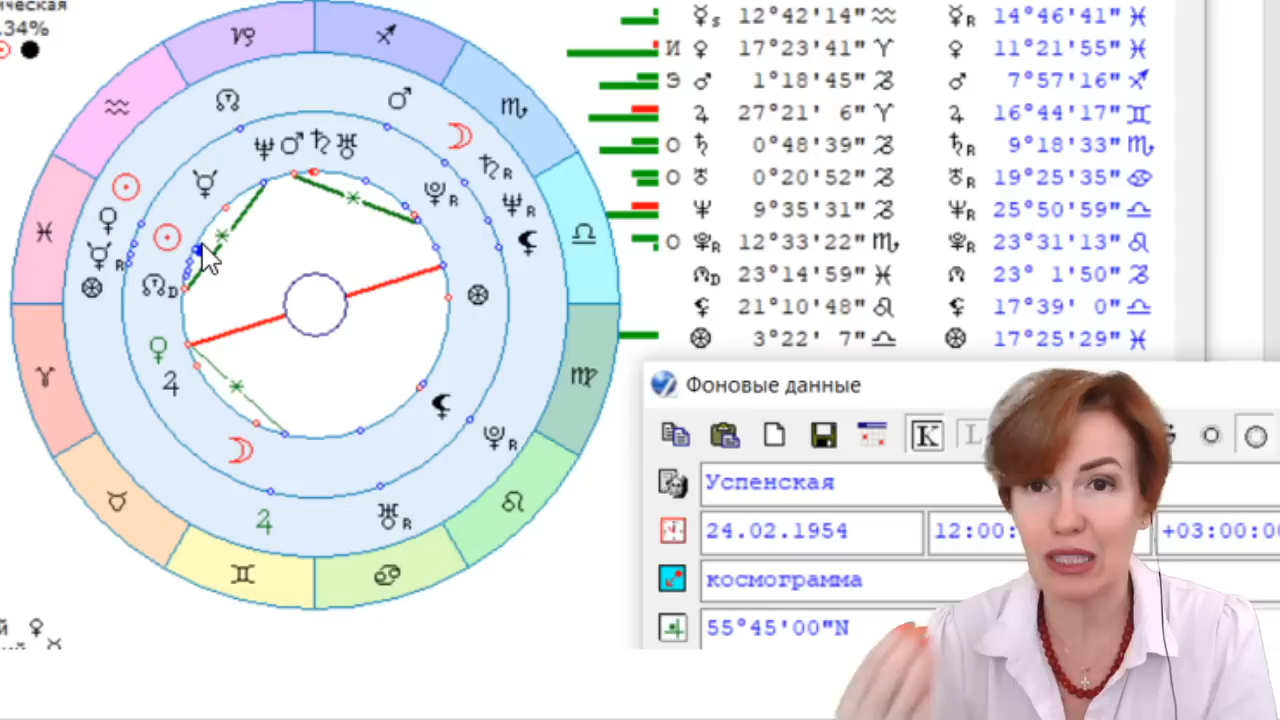 ическая
.34%
☿S 12°42'14" ♒ ☿R 14°46'41" ♓
И ♀ 17°23'41" ♈ ♀ 11°21'55" ♓
Э ♂ 1°18'45" ♑ ♂ 7°57'16" ♐
♃ 27°21' 6" ♈ ♃ 16°44'17" ♊
О ♄ 0°48'39" ♑ ♄R 9°18'33" ♏
О ♅ 0°20'52" ♑ ♅R 19°25'35" ♋
♆ 9°35'31" ♑ ♆R 25°50'59" ♎
О ♇R 12°33'22" ♏ ♇R 23°31'13" ♌
☊D 23°14'59" ♓ ☊ 23° 1'50" ♑
⚸ 21°10'48" ♌ ⚸ 17°39' 0" ♎
⊗ 3°22' 7" ♎ ⊗ 17°25'29" ♓
Фоновые данные
K L
Успенская
24.02.1954 12:00: +03:00:00
космограмма
55°45'00"N
й ♀